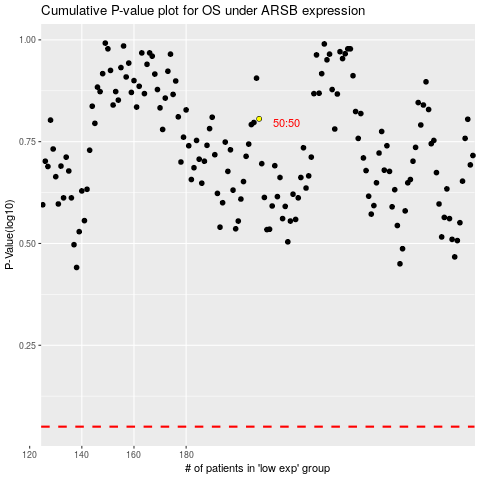 Cumulative P-value plot for OS under ARSB expression
1.00
0.75
0.50
0.25
P-Value(log10)
50:50
120 140 160 180
# of patients in 'low exp' group